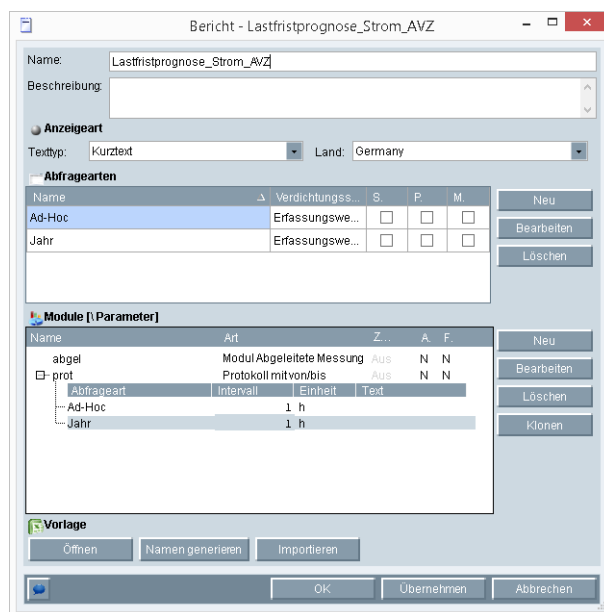 Bericht - Lastfristprognose_Strom_AVZ
Name: Lastfristprognose_Strom_AVZ
Beschreibung:
Anzeigeart
Texttyp: Kurztext Land: Germany
Abfragearten
Name Verdichtungss... S. P. M.
Ad-Hoc Erfassungswe...
Jahr Erfassungswe...
Neu
Bearbeiten
Löschen
Module [\Parameter]
Name Art Z... A. F.
abgel Modul Abgeleitete Messung Aus N N
prot Protokoll mit von/bis Aus N N
Abfrageart Intervall Einheit Text
Ad-Hoc 1 h
Jahr 1 h
Neu
Bearbeiten
Löschen
Klonen
Vorlage
Öffnen Namen generieren Importieren
OK Übernehmen Abbrechen